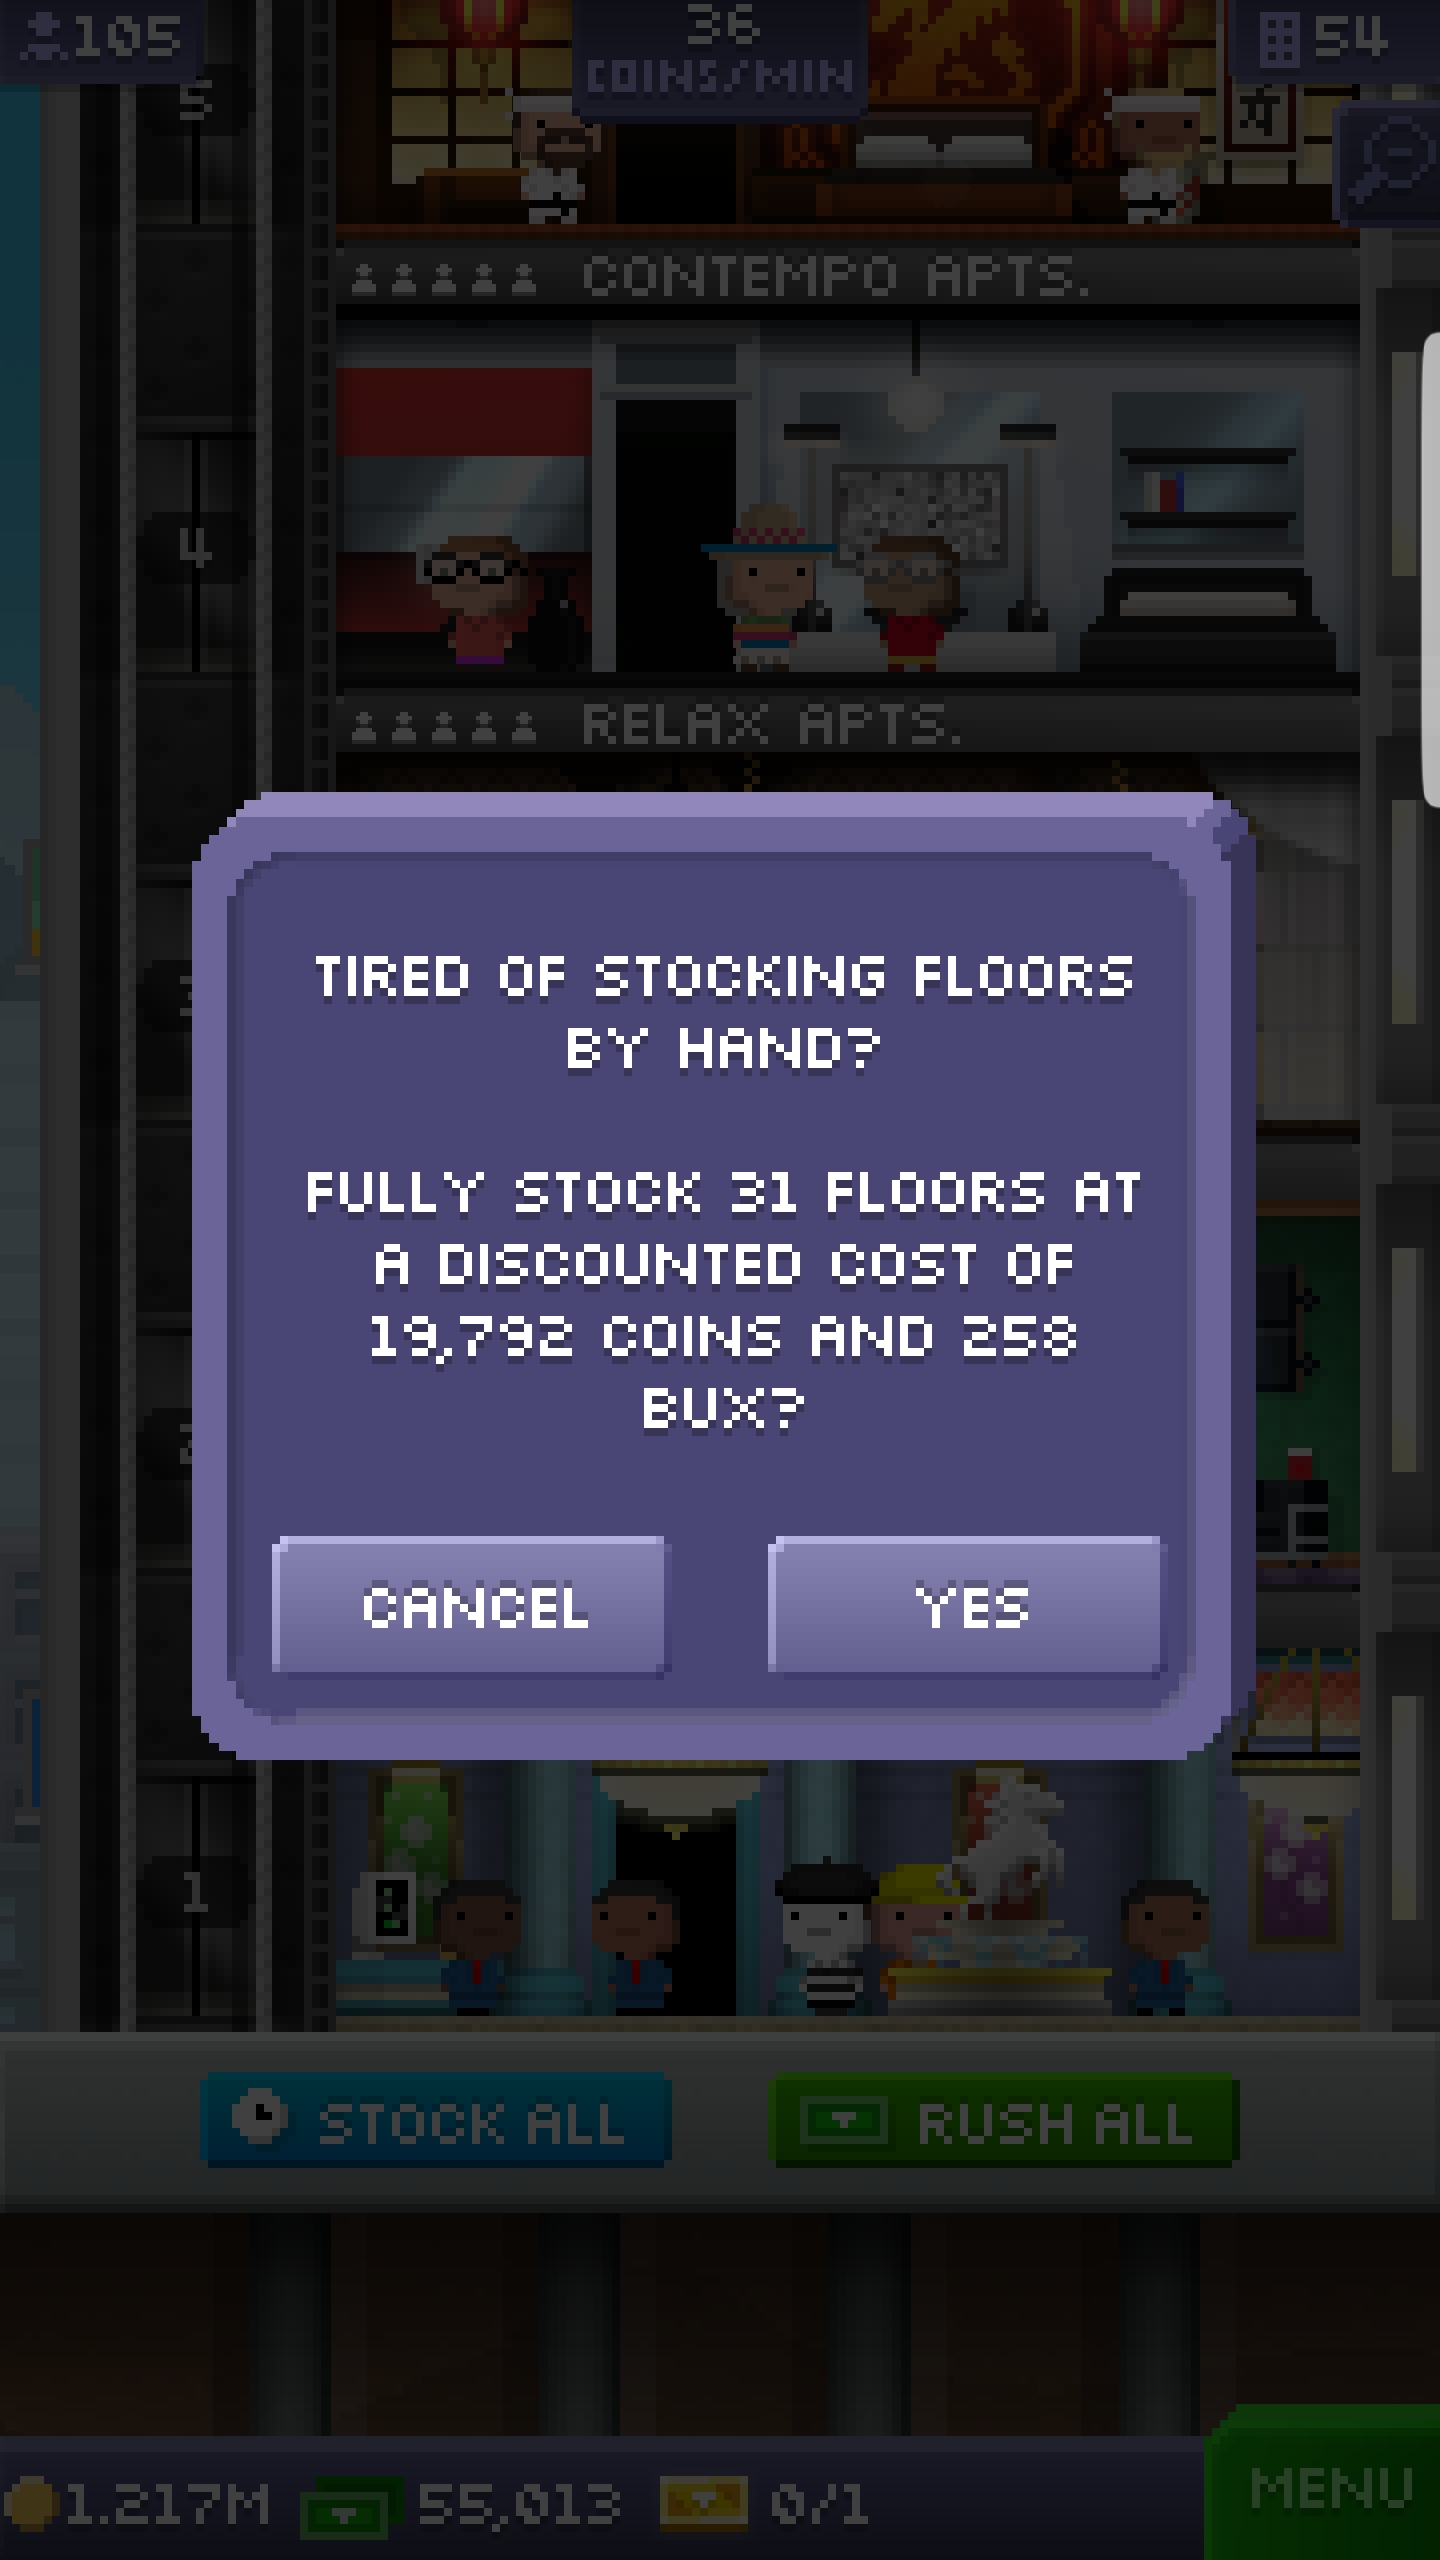 105
36
COINS/MIN
54
5
CONTEMPO APTS.
4
RELAX APTS.
TIRED OF STOCKING FLOORS
BY HAND?
FULLY STOCK 31 FLOORS AT
A DISCOUNTED COST OF
19,792 COINS AND 258
BUX?
CANCEL
YES
1
STOCK ALL
RUSH ALL
1.217M
55,013
0/1
MENU